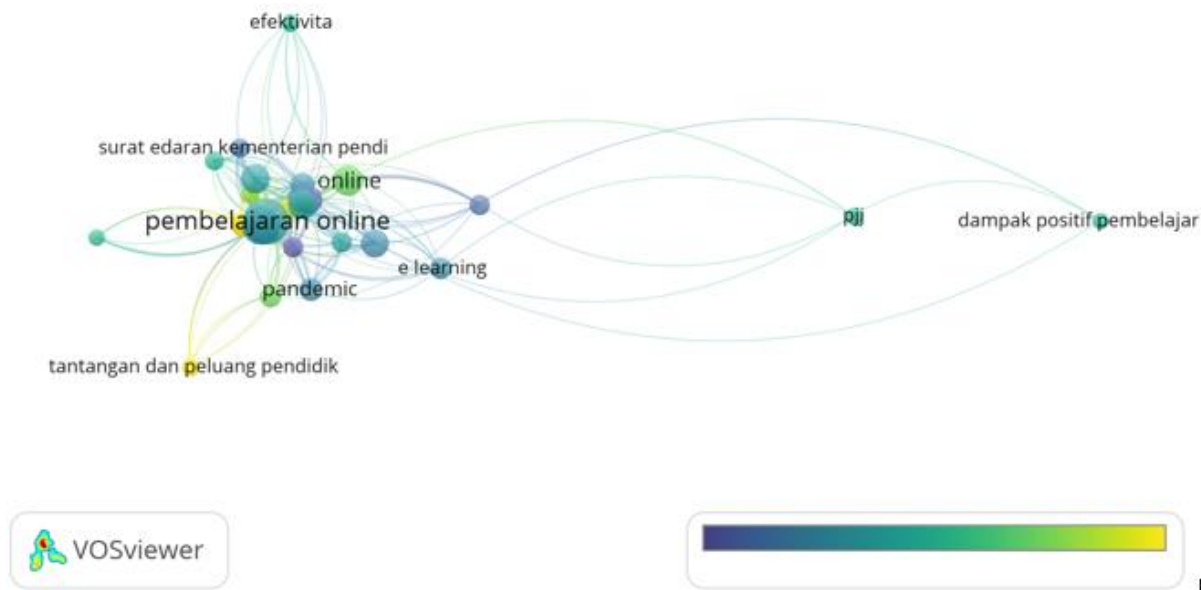 efektivita
surat edaran kementerian pendi
online
pembelajaran online
pjj
dampak positif pembelajar
e learning
pandemic
tantangan dan peluang pendidik
VOSviewer